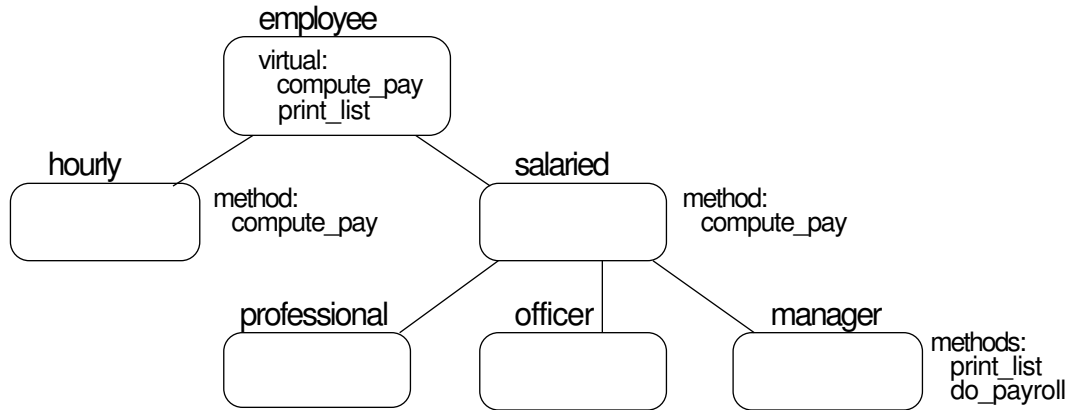 employee
virtual:
compute_pay
print_list
hourly
method:
compute_pay
salaried
method:
compute_pay
professional
officer
manager
methods:
print_list
do_payroll